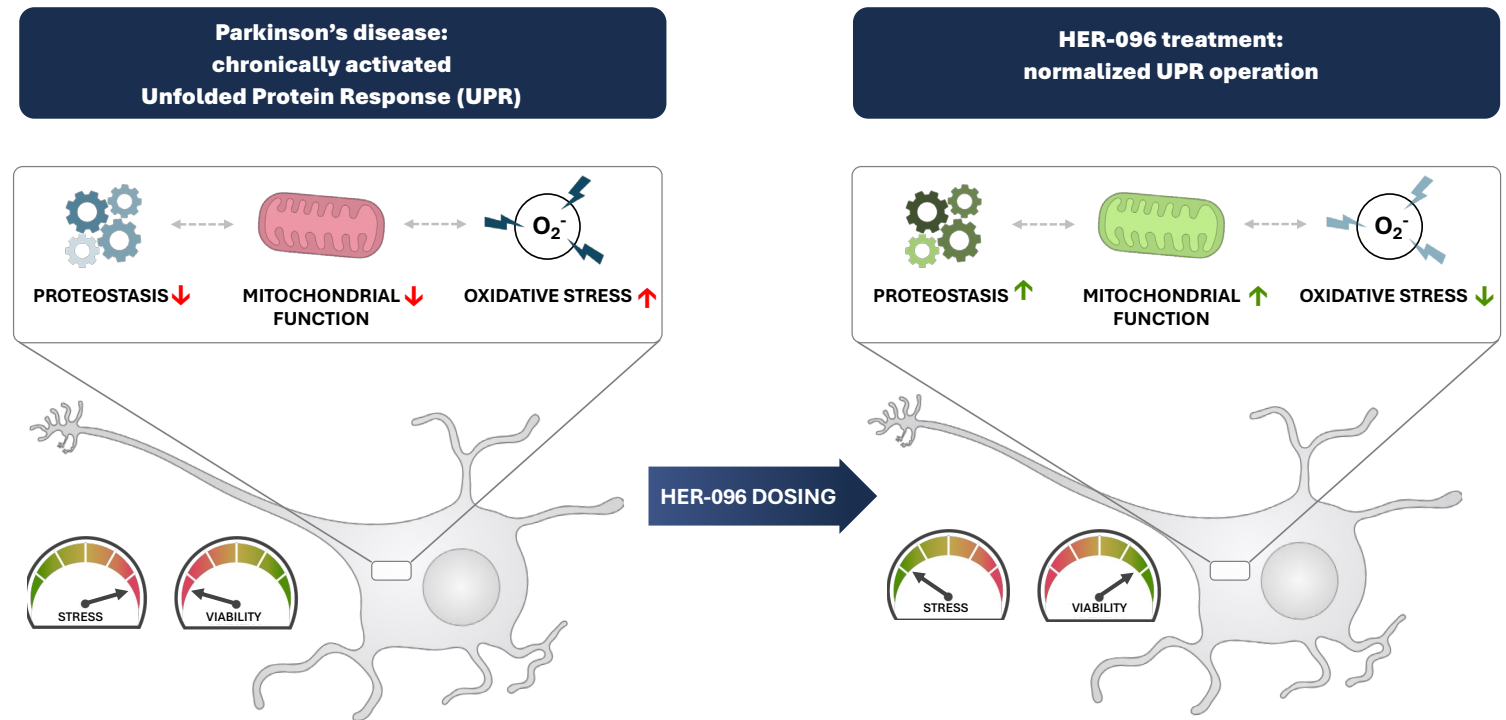 Parkinson's disease:
chronically activated
Unfolded Protein Response (UPR)
PROTEOSTASIS
MITOCHONDRIAL
FUNCTION
O₂⁻
OXIDATIVE STRESS
STRESS
VIABILITY
HER-096 DOSING
HER-096 treatment:
normalized UPR operation
PROTEOSTASIS
MITOCHONDRIAL
FUNCTION
O₂⁻
OXIDATIVE STRESS
STRESS
VIABILITY